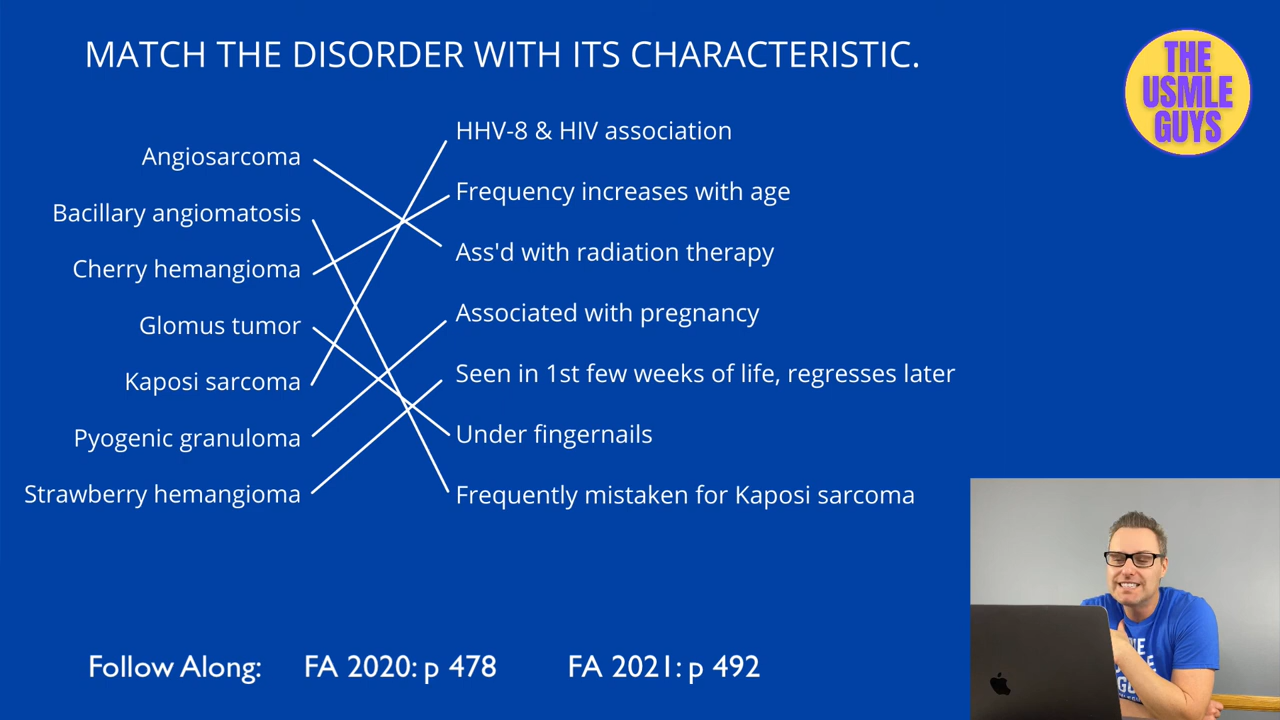 MATCH THE DISORDER WITH ITS CHARACTERISTIC.
THE
USMLE
GUYS
Angiosarcoma
Bacillary angiomatosis
Cherry hemangioma
Glomus tumor
Kaposi sarcoma
Pyogenic granuloma
Strawberry hemangioma
HHV-8 & HIV association
Frequency increases with age
Ass'd with radiation therapy
Associated with pregnancy
Seen in 1st few weeks of life, regresses later
Under fingernails
Frequently mistaken for Kaposi sarcoma
Follow Along: FA 2020: p 478 FA 2021: p 492